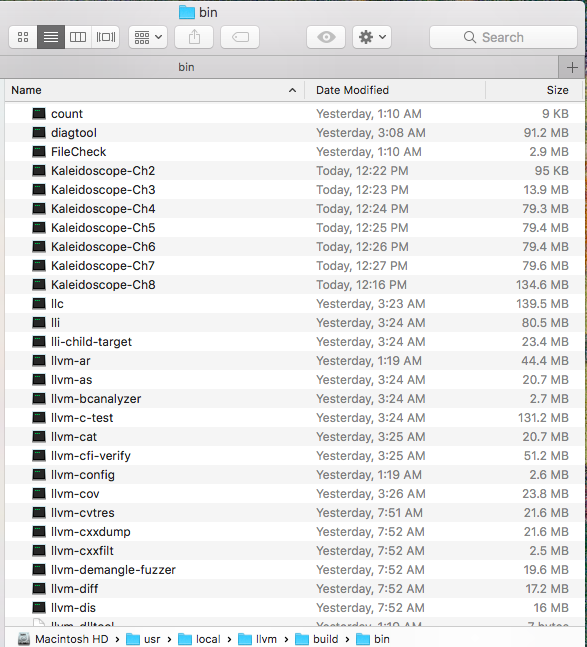 bin
Search
bin
Name Date Modified Size
count Yesterday, 1:10 AM 9 KB
diagtool Yesterday, 3:08 AM 91.2 MB
FileCheck Yesterday, 1:10 AM 2.9 MB
Kaleidoscope-Ch2 Today, 12:22 PM 95 KB
Kaleidoscope-Ch3 Today, 12:23 PM 13.9 MB
Kaleidoscope-Ch4 Today, 12:24 PM 79.3 MB
Kaleidoscope-Ch5 Today, 12:25 PM 79.4 MB
Kaleidoscope-Ch6 Today, 12:26 PM 79.4 MB
Kaleidoscope-Ch7 Today, 12:27 PM 79.6 MB
Kaleidoscope-Ch8 Today, 12:16 PM 134.6 MB
llc Yesterday, 3:23 AM 139.5 MB
lli Yesterday, 3:24 AM 80.5 MB
lli-child-target Yesterday, 3:24 AM 23.4 MB
llvm-ar Yesterday, 1:19 AM 44.4 MB
llvm-as Yesterday, 3:24 AM 20.7 MB
llvm-bcanalyzer Yesterday, 3:24 AM 2.7 MB
llvm-c-test Yesterday, 3:24 AM 131.2 MB
llvm-cat Yesterday, 3:25 AM 20.7 MB
llvm-cfi-verify Yesterday, 3:25 AM 51.2 MB
llvm-config Yesterday, 1:19 AM 2.6 MB
llvm-cov Yesterday, 3:26 AM 23.8 MB
llvm-cvtres Yesterday, 7:51 AM 21.6 MB
llvm-cxxdump Yesterday, 7:52 AM 21.6 MB
llvm-cxxfilt Yesterday, 7:52 AM 2.5 MB
llvm-demangle-fuzzer Yesterday, 7:52 AM 19.6 MB
llvm-diff Yesterday, 7:52 AM 17.2 MB
llvm-dis Yesterday, 7:52 AM 16 MB
llvm-dlltool Yesterday, 1:19 AM 7 bytes
Macintosh HD › usr › local › llvm › build › bin